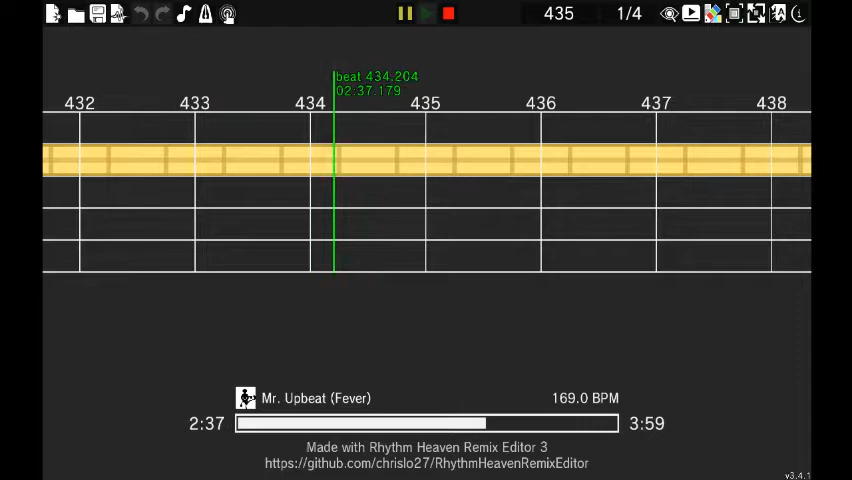 435 1/4
beat 434.204
02:37.179
432 433 434 435 436 437 438
Mr. Upbeat (Fever) 169.0 BPM
2:37 3:59
Made with Rhythm Heaven Remix Editor 3
https://github.com/chrislo27/RhythmHeavenRemixEditor
v3.4.1